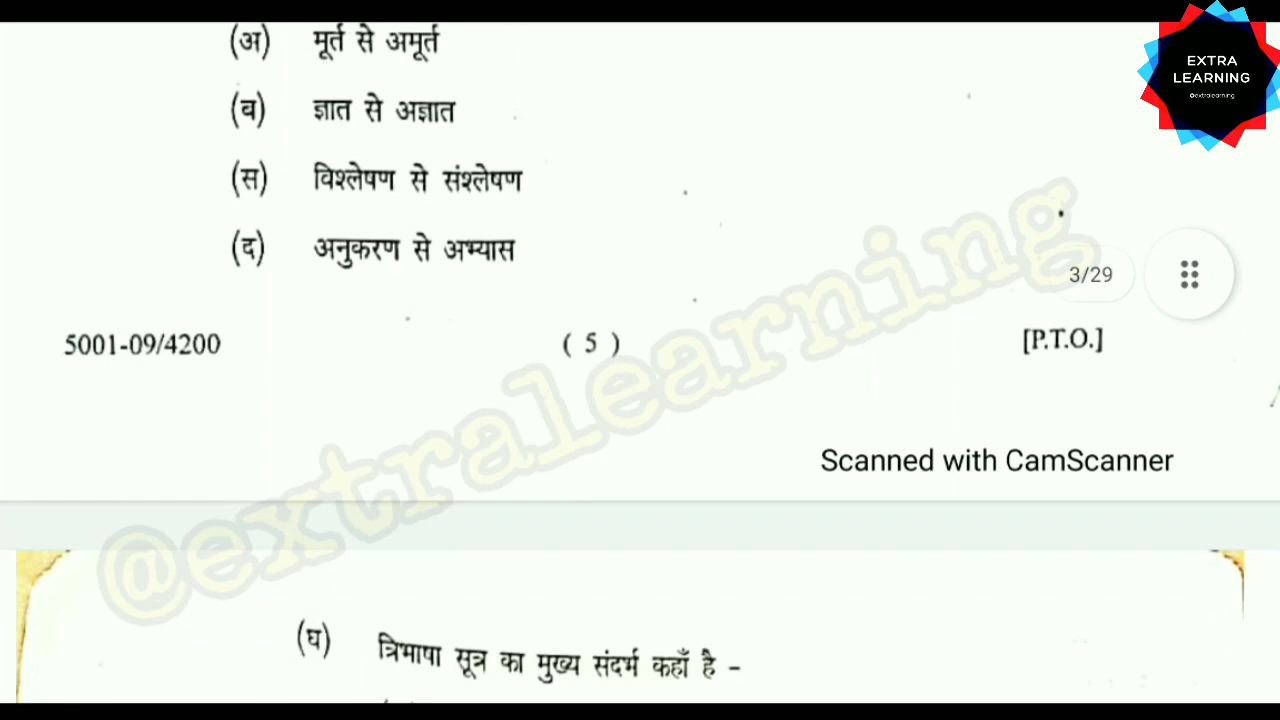 (अ) मूर्त से अमूर्त
EXTRA
LEARNING
@extralearning
(ब) ज्ञात से अज्ञात
(स) विश्लेषण से संश्लेषण
(द) अनुकरण से अभ्यास
3/29
5001-09/4200 ( 5 ) [P.T.O.]
@extralearning
Scanned with CamScanner
(घ) त्रिभाषा सूत्र का मुख्य संदर्भ कहाँ है -